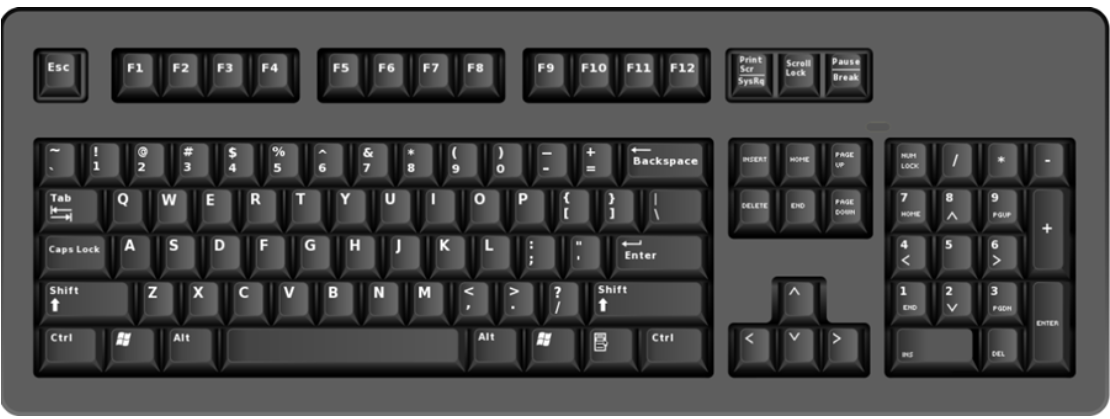 Esc F1 F2 F3 F4 F5 F6 F7 F8 F9 F10 F11 F12 Print Scr SysRq Scroll Lock Pause Break
~ ` ! 1 @ 2 # 3 $ 4 % 5 ^ 6 & 7 * 8 ( 9 ) 0 — - + = Backspace INSERT HOME PAGE UP NUM LOCK / * -
Tab Q W E R T Y U I O P { [ } ] | \ DELETE END PAGE DOWN 7 HOME 8 9 PGUP +
Caps Lock A S D F G H J K L : ; " ' Enter 4 5 6
Shift Z X C V B N M < , > . ? / Shift 1 END 2 3 PGDN ENTER
Ctrl Alt Alt Ctrl INS DEL